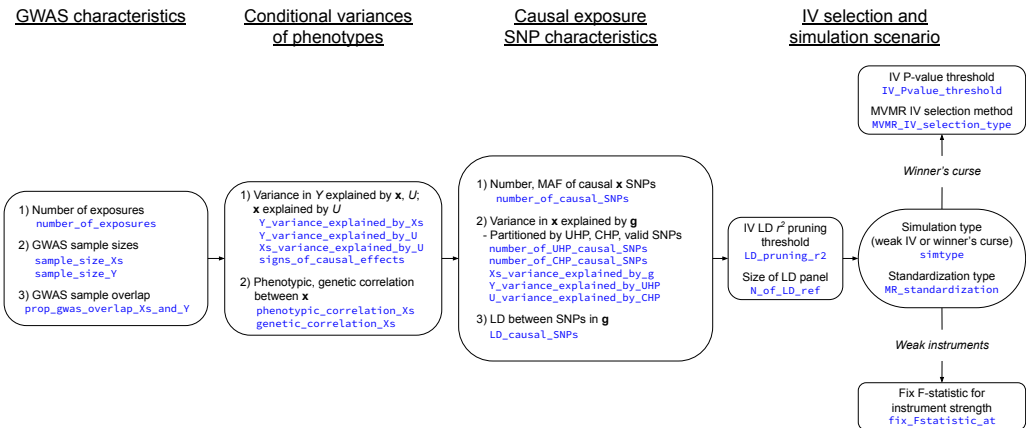 GWAS characteristics
1) Number of exposures
number_of_exposures
2) GWAS sample sizes
sample_size_Xs
sample_size_Y
3) GWAS sample overlap
prop_gwas_overlap_Xs_and_Y
Conditional variances
of phenotypes
1) Variance in Y explained by x, U;
x explained by U
Y_variance_explained_by_Xs
Y_variance_explained_by_U
Xs_variance_explained_by_U
signs_of_causal_effects
2) Phenotypic, genetic correlation
between x
phenotypic_correlation_Xs
genetic_correlation_Xs
Causal exposure
SNP characteristics
1) Number, MAF of causal x SNPs
number_of_causal_SNPs
2) Variance in x explained by g
- Partitioned by UHP, CHP, valid SNPs
number_of_UHP_causal_SNPs
number_of_CHP_causal_SNPs
Xs_variance_explained_by_g
Y_variance_explained_by_UHP
U_variance_explained_by_CHP
3) LD between SNPs in g
LD_causal_SNPs
IV selection and
simulation scenario
IV LD r² pruning
threshold
LD_pruning_r2
Size of LD panel
N_of_LD_ref
Simulation type
(weak IV or winner's curse)
simtype
Standardization type
MR_standardization
Winner's curse
IV P-value threshold
IV_Pvalue_threshold
MVMR IV selection method
MVMR_IV_selection_type
Weak instruments
Fix F-statistic for
instrument strength
fix_Fstatistic_at